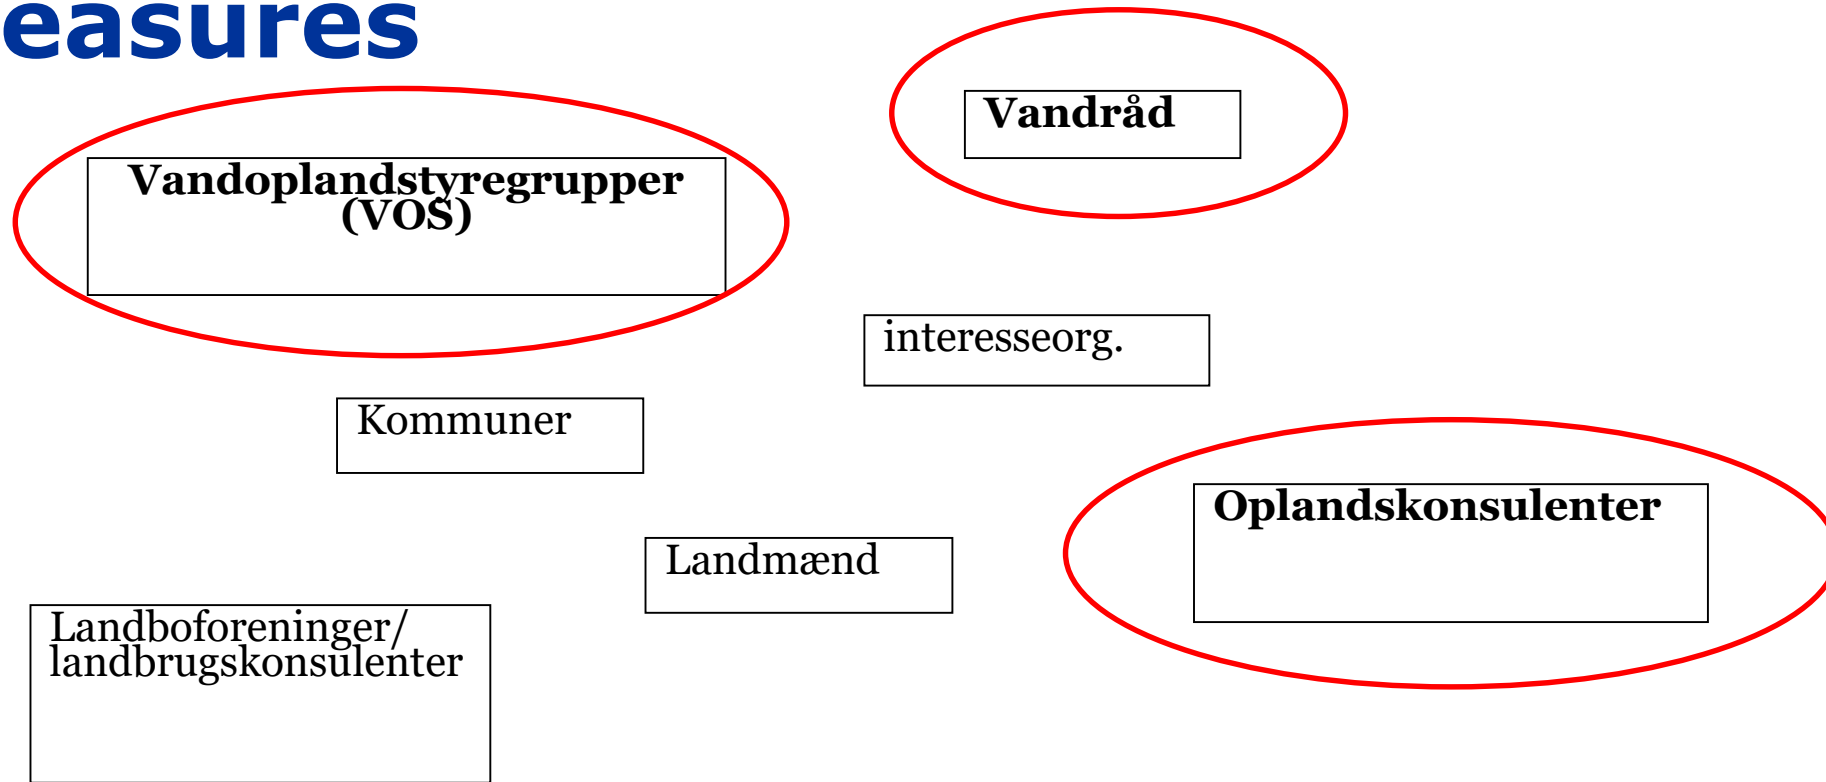 easures
Vandråd
Vandoplandstyregrupper
(VOS)
interesseorg.
Kommuner
Oplandskonsulenter
Landmænd
Landboforeninger/
landbrugskonsulenter